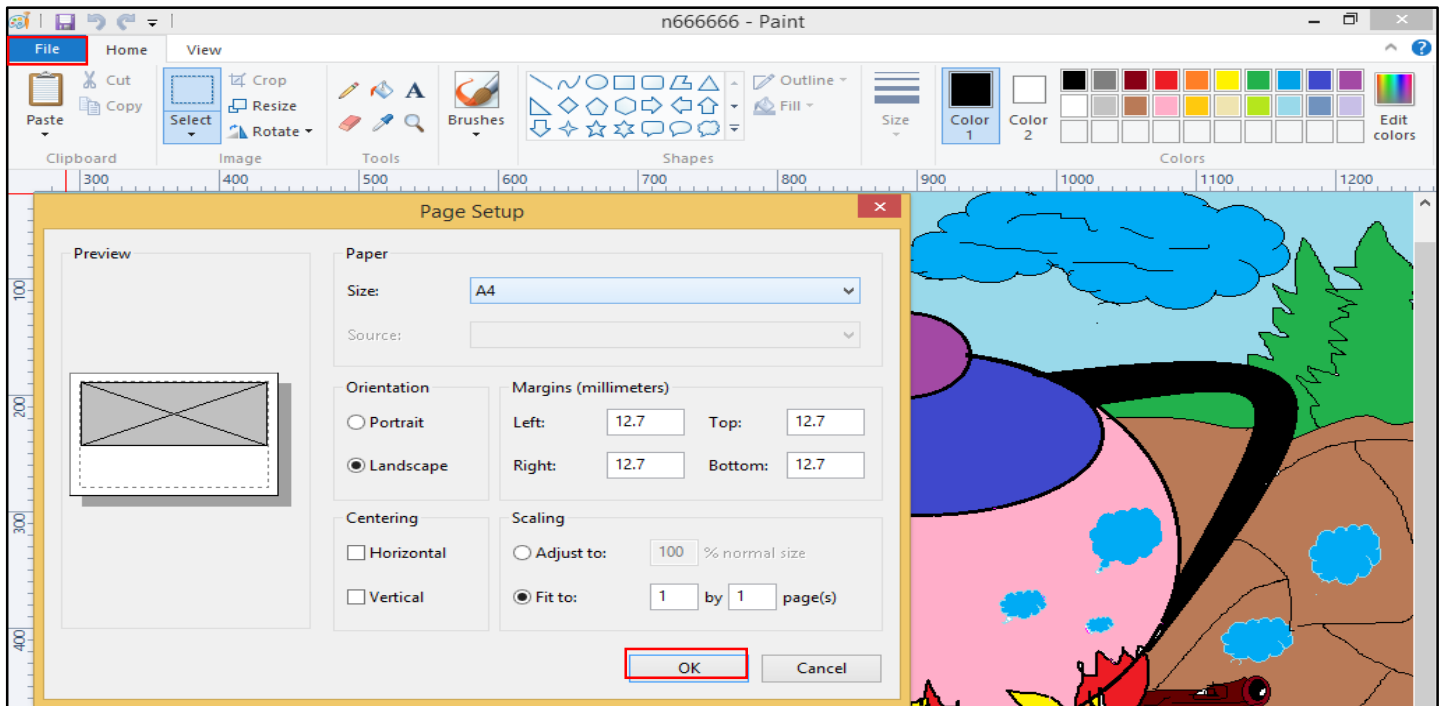 n666666 - Paint
File Home View
Paste
Cut
Copy
Clipboard
Select
Crop
Resize
Rotate
Image
A
Tools
Brushes
Shapes
Outline
Fill
Size
Color 1
Color 2
Edit colors
Colors
300 400 500 600 700 800 900 1000 1100 1200
100
200
300
400
Page Setup
Preview
Paper
Size: A4
Source:
Orientation
Portrait
Landscape
Margins (millimeters)
Left: 12.7 Top: 12.7
Right: 12.7 Bottom: 12.7
Centering
Horizontal
Vertical
Scaling
Adjust to: 100 % normal size
Fit to: 1 by 1 page(s)
OK Cancel